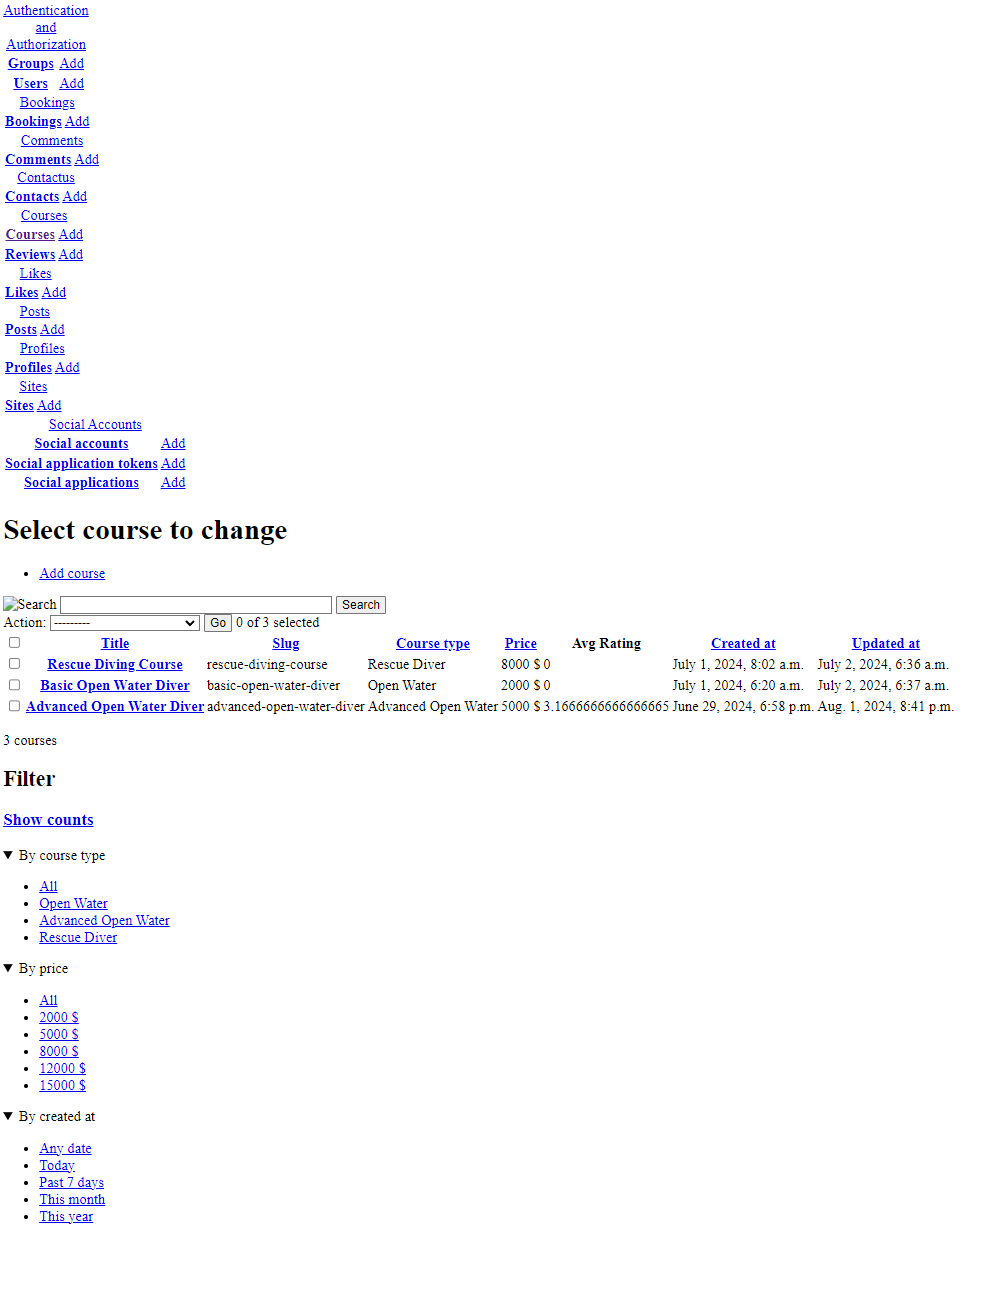 Authentication
and
Authorization
Groups Add
Users Add
Bookings
Bookings Add
Comments
Comments Add
Contactus
Contacts Add
Courses
Courses Add
Reviews Add
Likes
Likes Add
Posts
Posts Add
Profiles
Profiles Add
Sites
Sites Add
Social Accounts
Social accounts Add
Social application tokens Add
Social applications Add
Select course to change
Add course
Search Search
Action: --------- Go 0 of 3 selected
Title Slug Course type Price Avg Rating Created at Updated at
Rescue Diving Course rescue-diving-course Rescue Diver 8000 $ 0 July 1, 2024, 8:02 a.m. July 2, 2024, 6:36 a.m.
Basic Open Water Diver basic-open-water-diver Open Water 2000 $ 0 July 1, 2024, 6:20 a.m. July 2, 2024, 6:37 a.m.
Advanced Open Water Diver advanced-open-water-diver Advanced Open Water 5000 $ 3.1666666666666665 June 29, 2024, 6:58 p.m. Aug. 1, 2024, 8:41 p.m.
3 courses
Filter
Show counts
By course type
All
Open Water
Advanced Open Water
Rescue Diver
By price
All
2000 $
5000 $
8000 $
12000 $
15000 $
By created at
Any date
Today
Past 7 days
This month
This year